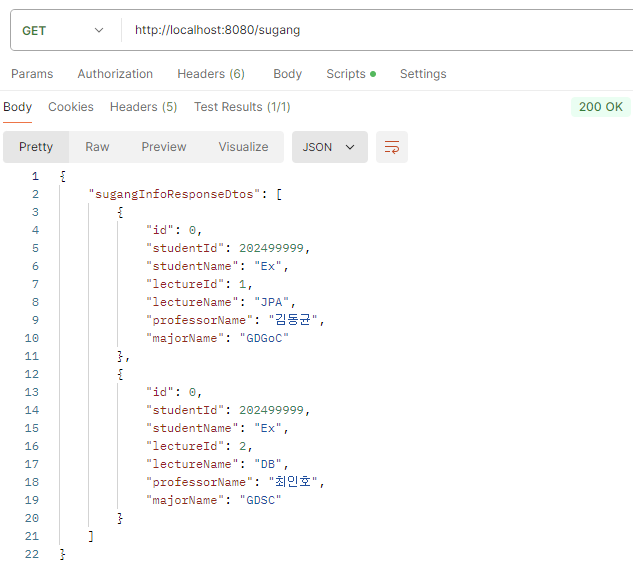 GET http://localhost:8080/sugang
Params Authorization Headers (6) Body Scripts Settings
Body Cookies Headers (5) Test Results (1/1) 200 OK
Pretty Raw Preview Visualize JSON
1 {
2 "sugangInfoResponseDtos": [
3 {
4 "id": 0,
5 "studentId": 202499999,
6 "studentName": "Ex",
7 "lectureId": 1,
8 "lectureName": "JPA",
9 "professorName": "김동균",
10 "majorName": "GDGoC"
11 },
12 {
13 "id": 0,
14 "studentId": 202499999,
15 "studentName": "Ex",
16 "lectureId": 2,
17 "lectureName": "DB",
18 "professorName": "최인호",
19 "majorName": "GDSC"
20 }
21 ]
22 }